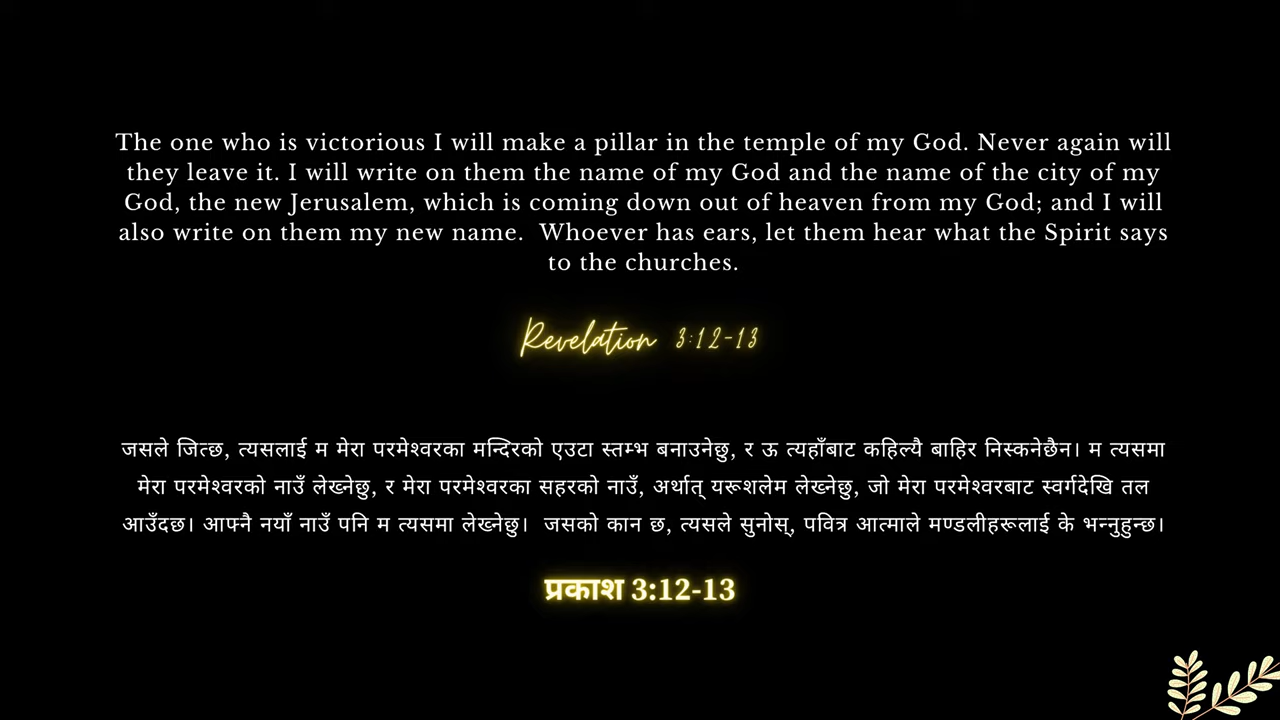 The one who is victorious I will make a pillar in the temple of my God. Never again will
they leave it. I will write on them the name of my God and the name of the city of my
God, the new Jerusalem, which is coming down out of heaven from my God; and I will
also write on them my new name.  Whoever has ears, let them hear what the Spirit says
to the churches.
Revelation 3:12-13
जसले जित्छ, त्यसलाई म मेरा परमेश्वरका मन्दिरको एउटा स्तम्भ बनाउनेछु, र ऊ त्यहाँबाट कहिल्यै बाहिर निस्कनेछैन। म त्यसमा
मेरा परमेश्वरको नाउँ लेख्नेछु, र मेरा परमेश्वरका सहरको नाउँ, अर्थात् यरूशलेम लेख्नेछु, जो मेरा परमेश्वरबाट स्वर्गदेखि तल
आउँदछ। आफ्नै नयाँ नाउँ पनि म त्यसमा लेख्नेछु।  जसको कान छ, त्यसले सुनोस्, पवित्र आत्माले मण्डलीहरूलाई के भन्नुहुन्छ।
प्रकाश 3:12-13